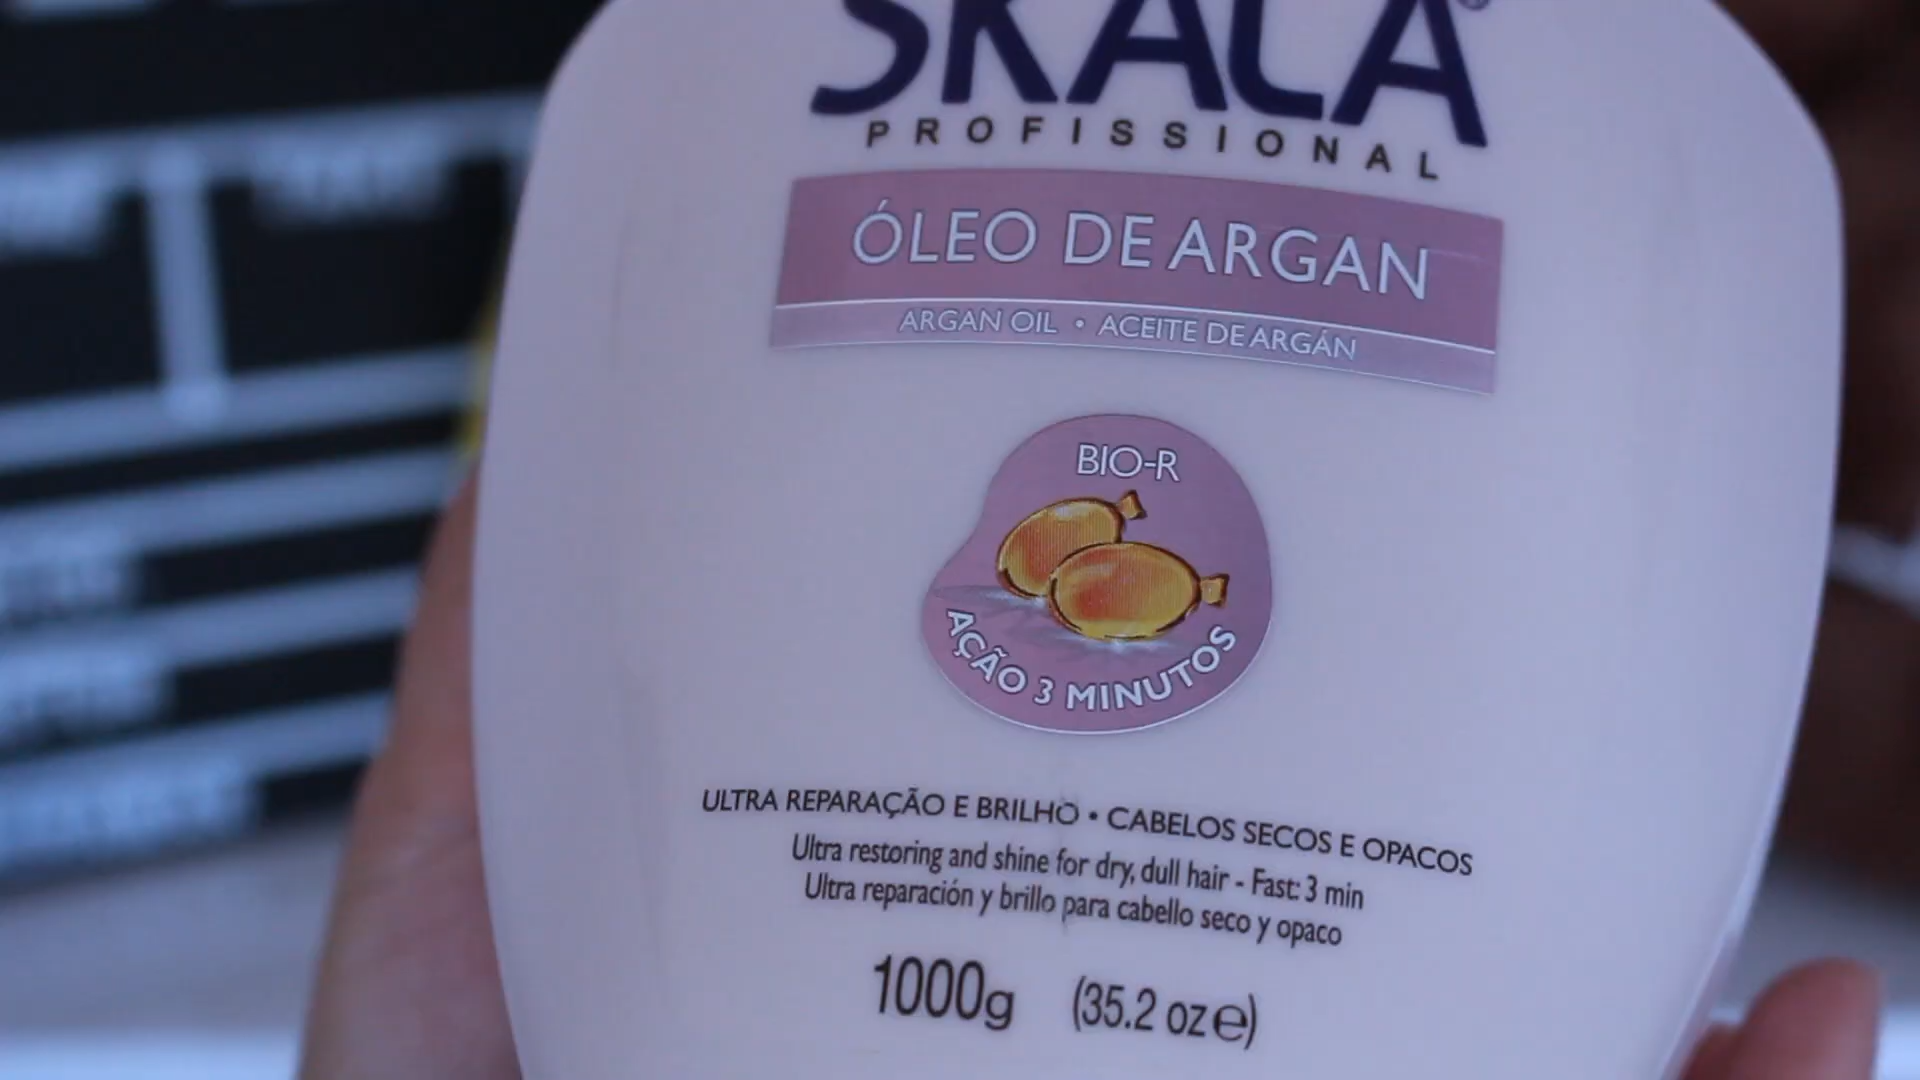 SKALA®
PROFISSIONAL
ÓLEO DE ARGAN
ARGAN OIL • ACEITE DE ARGÁN
BIO-R
AÇÃO 3 MINUTOS
ULTRA REPARAÇÃO E BRILHO • CABELOS SECOS E OPACOS
Ultra restoring and shine for dry, dull hair - Fast: 3 min
Ultra reparación y brillo para cabello seco y opaco
1000g (35.2 oz ℮)